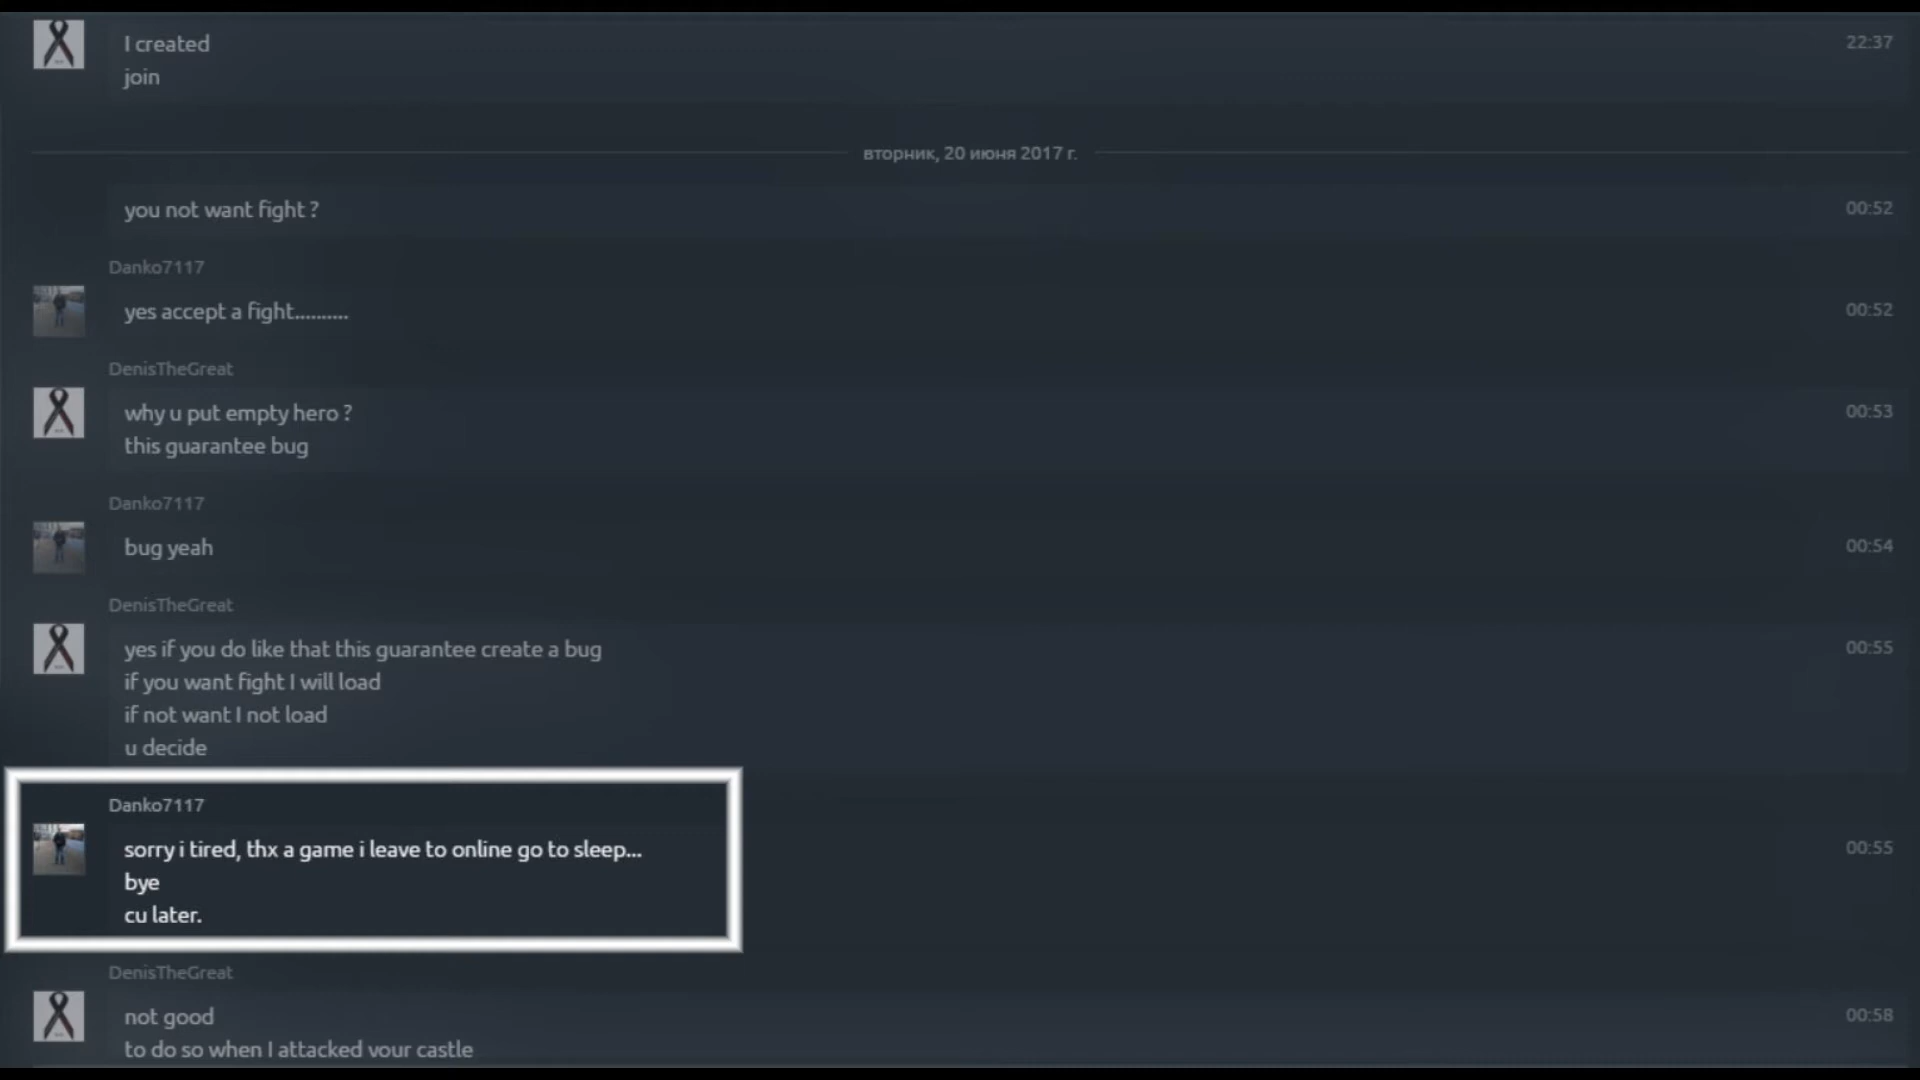 I created
22:37
join
вторник, 20 июня 2017 г.
you not want fight ?
00:52
Danko7117
yes accept a fight..........
00:52
DenisTheGreat
why u put empty hero ?
00:53
this guarantee bug
Danko7117
bug yeah
00:54
DenisTheGreat
yes if you do like that this guarantee create a bug
00:55
if you want fight I will load
if not want I not load
u decide
Danko7117
sorry i tired, thx a game i leave to online go to sleep...
00:55
bye
cu later.
DenisTheGreat
not good
00:58
to do so when I attacked your castle